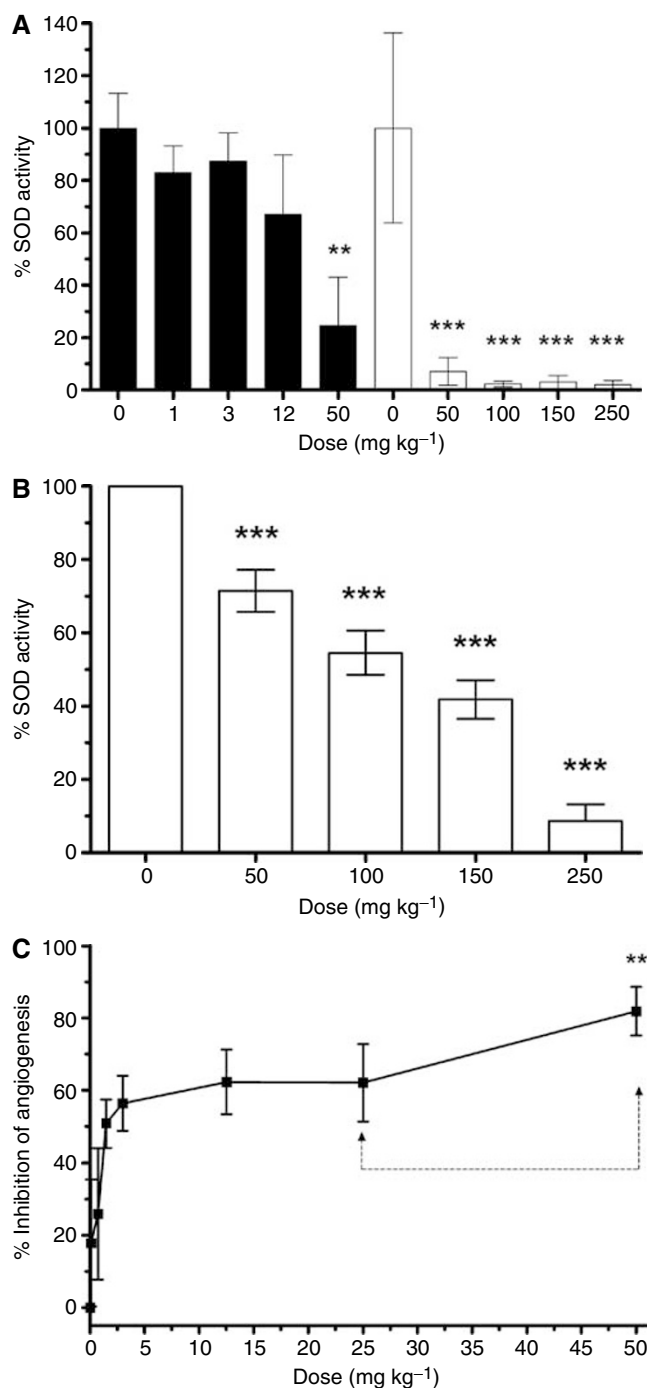 A
140
120
100
80
60
40
20
0
% SOD activity
** *** *** *** ***
0 1 3 12 50 0 50 100 150 250
Dose (mg kg⁻¹)
B
100
80
60
40
20
0
% SOD activity
*** *** *** ***
0 50 100 150 250
Dose (mg kg⁻¹)
C
100
80
60
40
20
0
% Inhibition of angiogenesis
**
0 5 10 15 20 25 30 35 40 45 50
Dose (mg kg⁻¹)